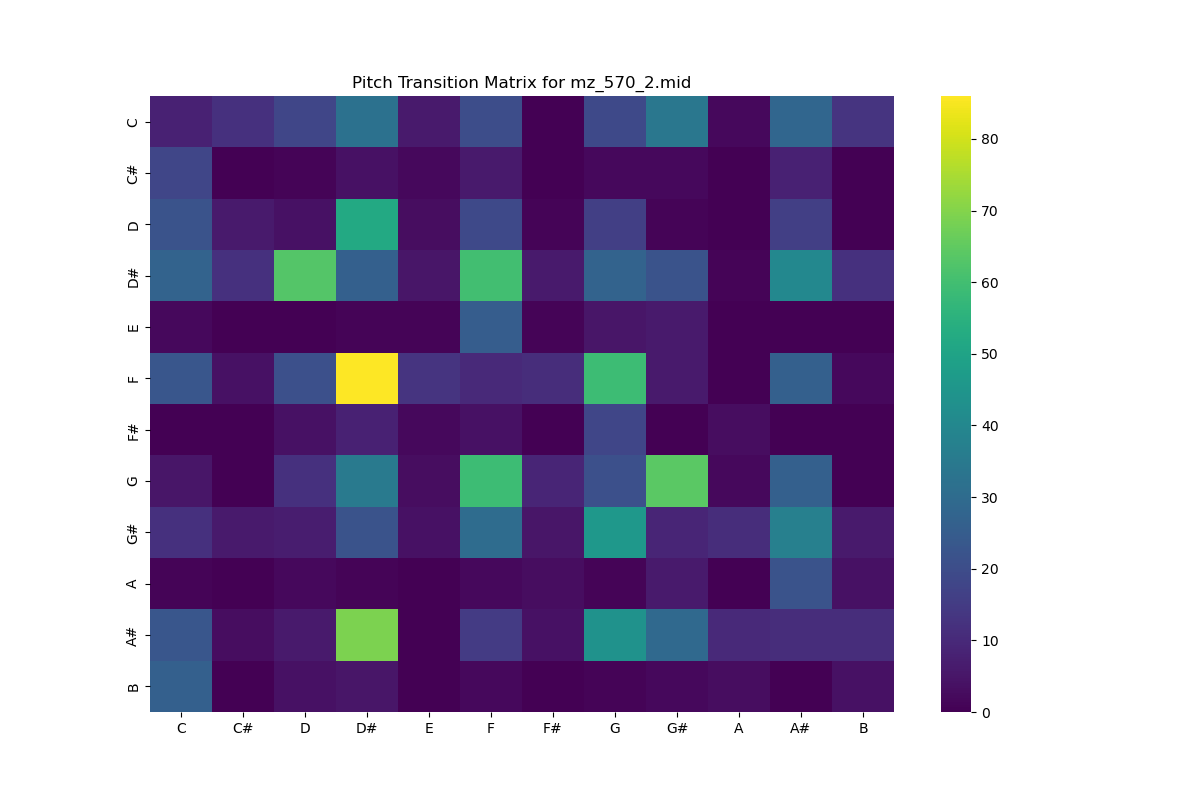 Pitch Transition Matrix for mz_570_2.mid
C
C#
D
D#
E
F
F#
G
G#
A
A#
B
C C# D D# E F F# G G# A A# B
80
70
60
50
40
30
20
10
0